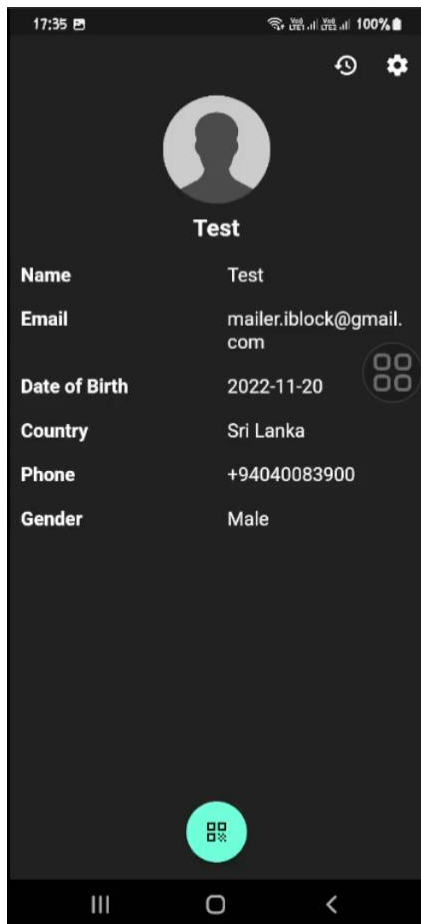 17:35 100%
Test
Name Test
Email mailer.iblock@gmail.
com
Date of Birth 2022-11-20
Country Sri Lanka
Phone +94040083900
Gender Male